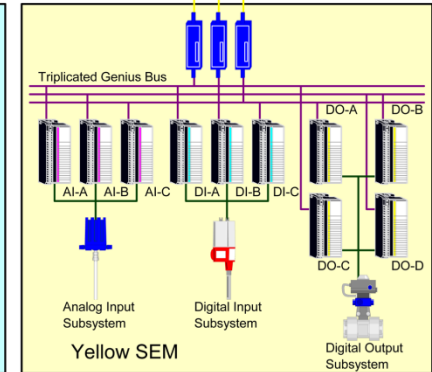 Triplicated Genius Bus
DO-A
DO-B
AI-A
AI-B
AI-C
DI-A
DI-B
DI-C
DO-C
DO-D
Analog Input
Subsystem
Digital Input
Subsystem
Yellow SEM
Digital Output
Subsystem